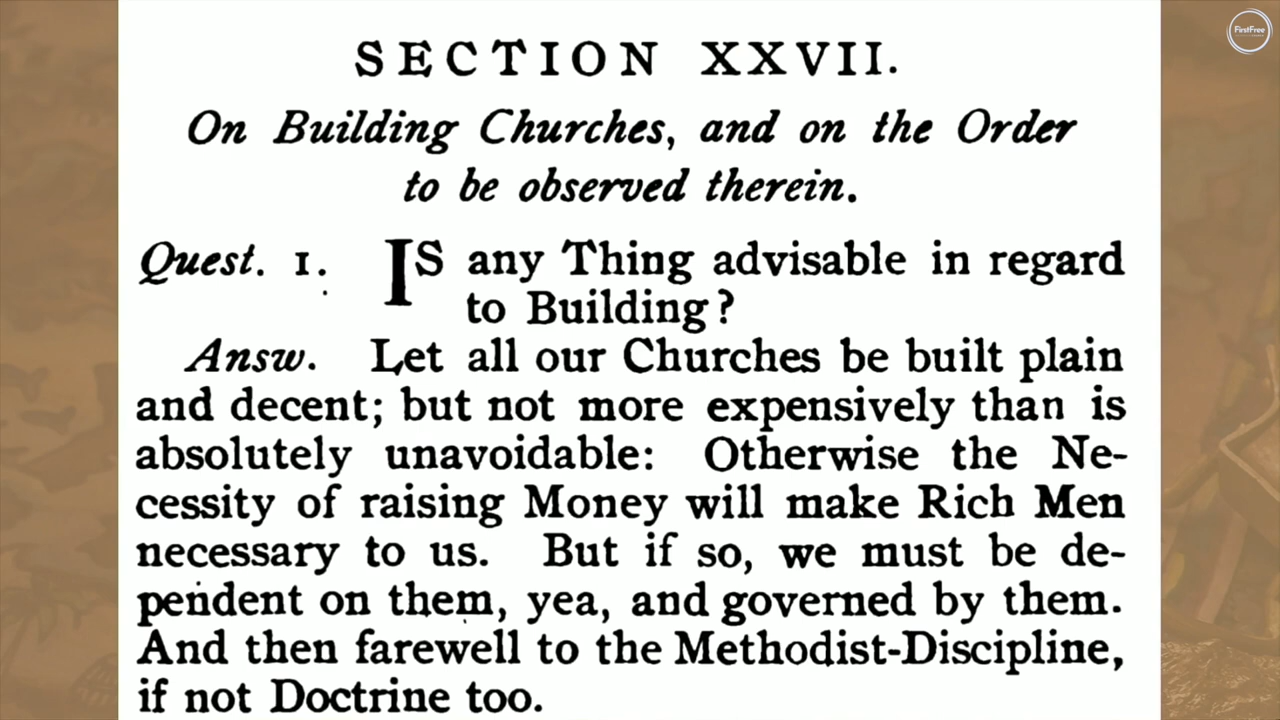 FirstFree
SECTION XXVII.
On Building Churches, and on the Order
to be observed therein.
Quest. 1. IS any Thing advisable in regard
to Building?
Answ. Let all our Churches be built plain
and decent; but not more expensively than is
absolutely unavoidable: Otherwise the Ne-
cessity of raising Money will make Rich Men
necessary to us. But if so, we must be de-
pendent on them, yea, and governed by them.
And then farewell to the Methodist-Discipline,
if not Doctrine too.